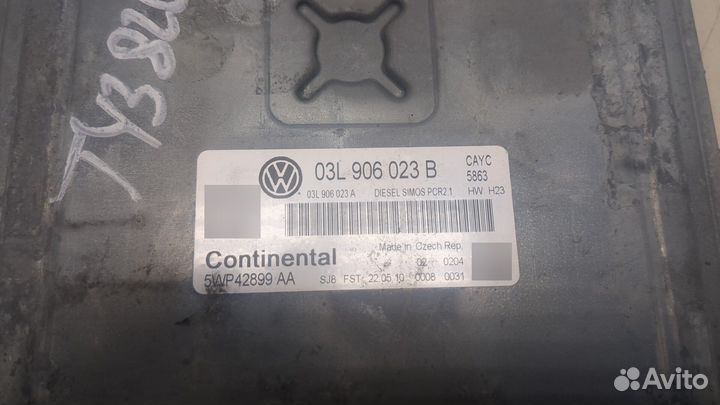 03L 906 023 B
CAYC
5863
03L 906 023 A DIESEL SIMOS PCR2.1 HW H23
Continental
Made in Czech Rep.
02 0204
5WP42899 AA
SJ8 FST 22.05.10 0008 0031
Avito